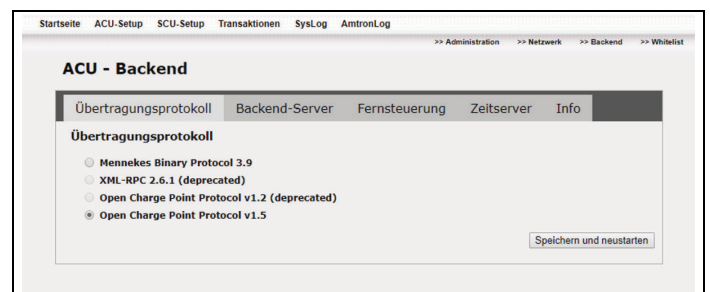 Startseite ACU-Setup SCU-Setup Transaktionen SysLog AmtronLog
>> Administration >> Netzwerk >> Backend >> Whitelist
ACU - Backend
Übertragungsprotokoll Backend-Server Fernsteuerung Zeitserver Info
Übertragungsprotokoll
Mennekes Binary Protocol 3.9
XML-RPC 2.6.1 (deprecated)
Open Charge Point Protocol v1.2 (deprecated)
Open Charge Point Protocol v1.5
Speichern und neustarten